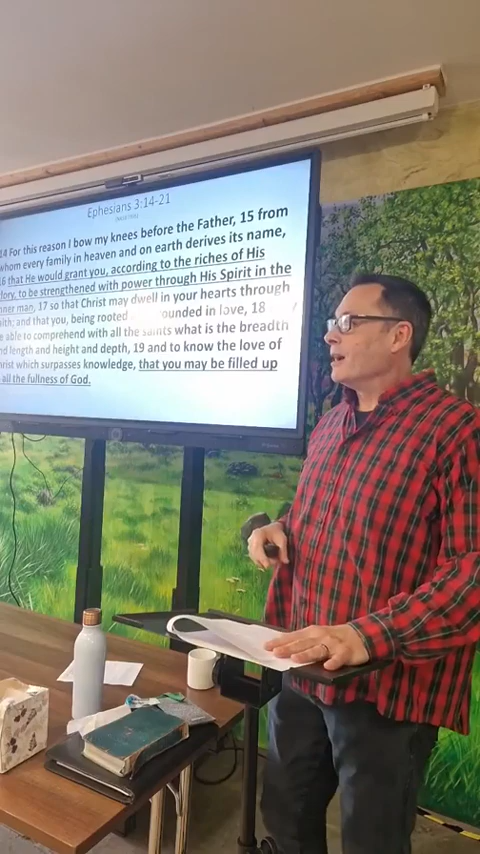 Ephesians 3:14-21
14 For this reason I bow my knees before the Father, 15 from
whom every family in heaven and on earth derives its name,
16 that He would grant you, according to the riches of His
glory, to be strengthened with power through His Spirit in the
inner man, 17 so that Christ may dwell in your hearts through
faith; and that you, being rooted rounded in love, 18
be able to comprehend with all the saints what is the breadth
and length and height and depth, 19 and to know the love of
Christ which surpasses knowledge, that you may be filled up
all the fullness of God.